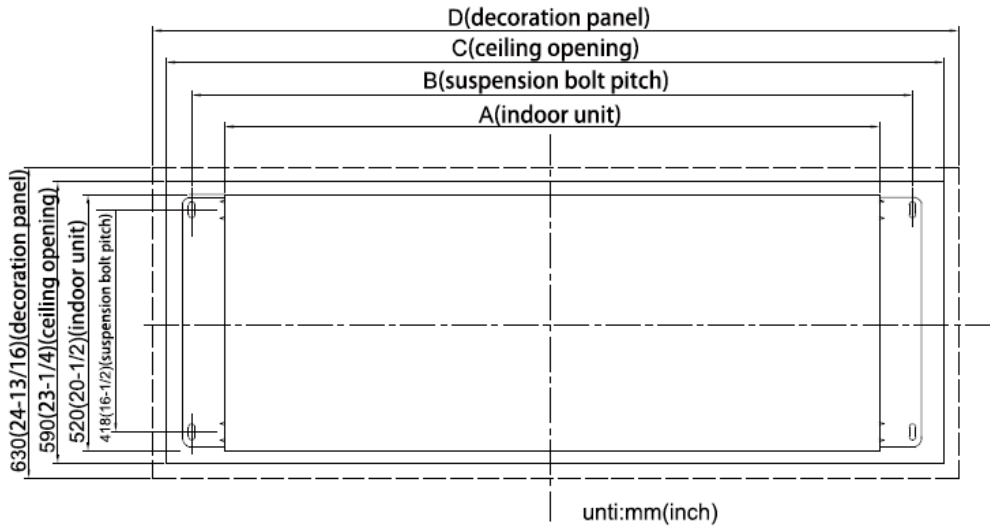 D(decoration panel)
C(ceiling opening)
B(suspension bolt pitch)
A(indoor unit)
630(24-13/16)(decoration panel)
590(23-1/4)(ceiling opening)
520(20-1/2)(indoor unit)
418(16-1/2)(suspension bolt pitch)
unti:mm(inch)